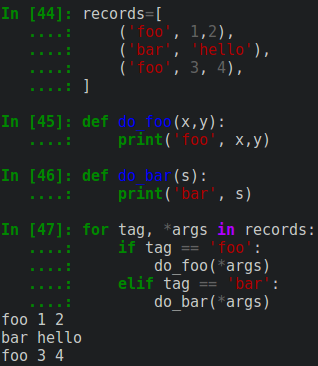 In [44]: records=[
   ....:     ('foo', 1,2),
   ....:     ('bar', 'hello'),
   ....:     ('foo', 3, 4),
   ....: ]
In [45]: def do_foo(x,y):
   ....:     print('foo', x,y)
In [46]: def do_bar(s):
   ....:     print('bar', s)
In [47]: for tag, *args in records:
   ....:     if tag == 'foo':
   ....:         do_foo(*args)
   ....:     elif tag == 'bar':
   ....:         do_bar(*args)
foo 1 2
bar hello
foo 3 4